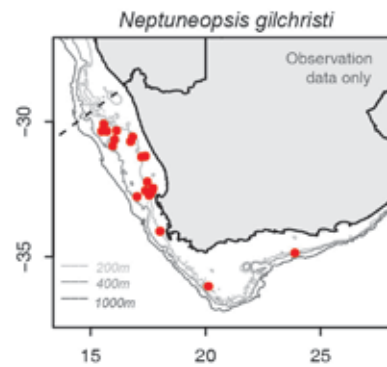 Neptuneopsis gilchristi
Observation
data only
−30
−35
200m
400m
1000m
15 20 25